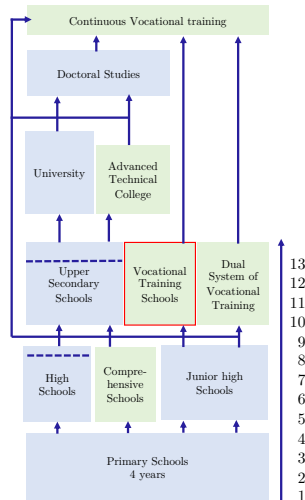 Continuous Vocational training
Doctoral Studies
University
Advanced
Technical
College
Upper
Secondary
Schools
Vocational
Training
Schools
Dual
System of
Vocational
Training
High
Schools
Compre-
hensive
Schools
Junior high
Schools
Primary Schools
4 years
13
12
11
10
9
8
7
6
5
4
3
2
1